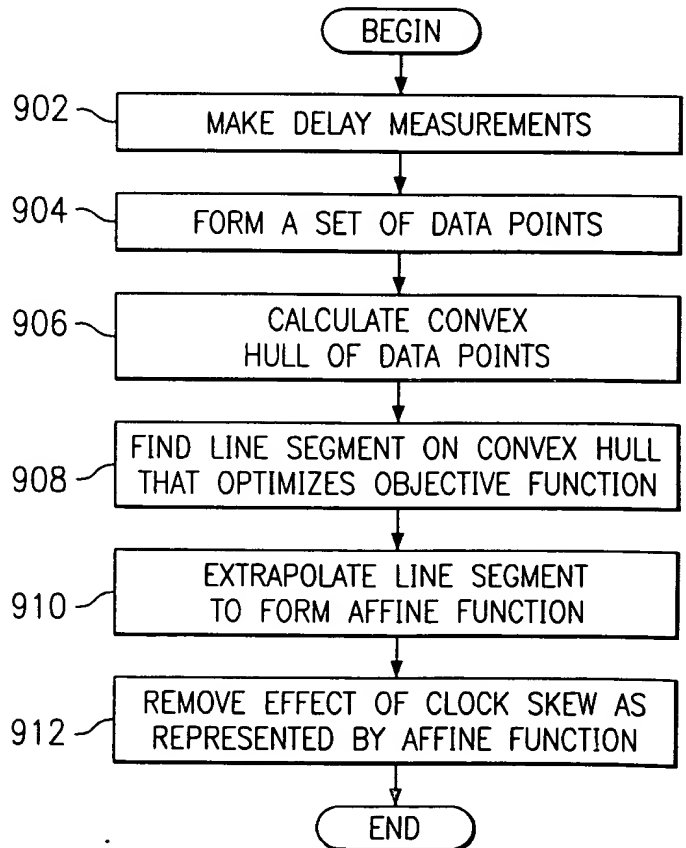 BEGIN
902
MAKE DELAY MEASUREMENTS
904
FORM A SET OF DATA POINTS
906
CALCULATE CONVEX
HULL OF DATA POINTS
908
FIND LINE SEGMENT ON CONVEX HULL
THAT OPTIMIZES OBJECTIVE FUNCTION
910
EXTRAPOLATE LINE SEGMENT
TO FORM AFFINE FUNCTION
912
REMOVE EFFECT OF CLOCK SKEW AS
REPRESENTED BY AFFINE FUNCTION
END